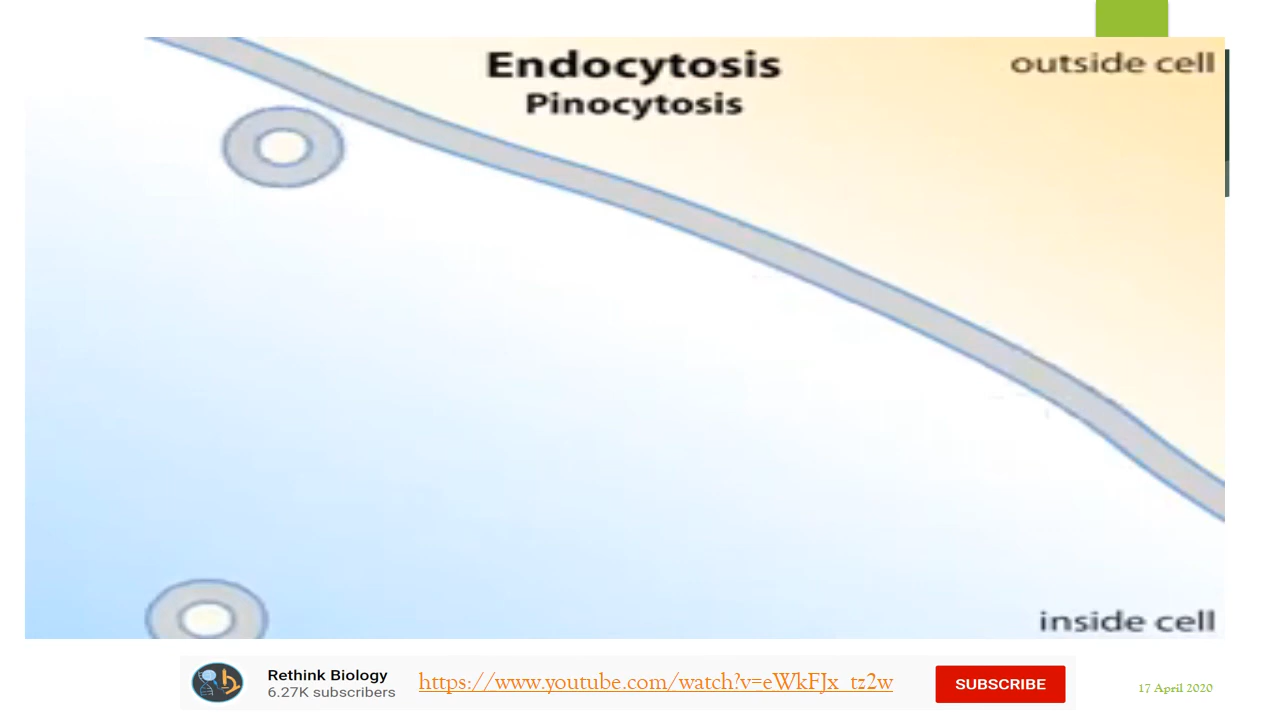 Endocytosis
Pinocytosis
outside cell
inside cell
Rethink Biology
6.27K subscribers
https://www.youtube.com/watch?v=eWkFJx_tz2w
SUBSCRIBE
17 April 2020